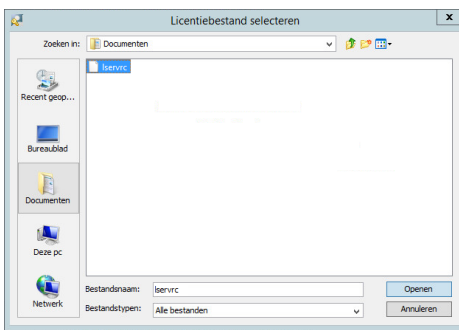 Licentiebestand selecteren
x
Zoeken in:
Documenten
lservrc
Recent geop...
Bureaublad
Documenten
Deze pc
Netwerk
Bestandsnaam:
lservrc
Openen
Bestandstypen:
Alle bestanden
Annuleren